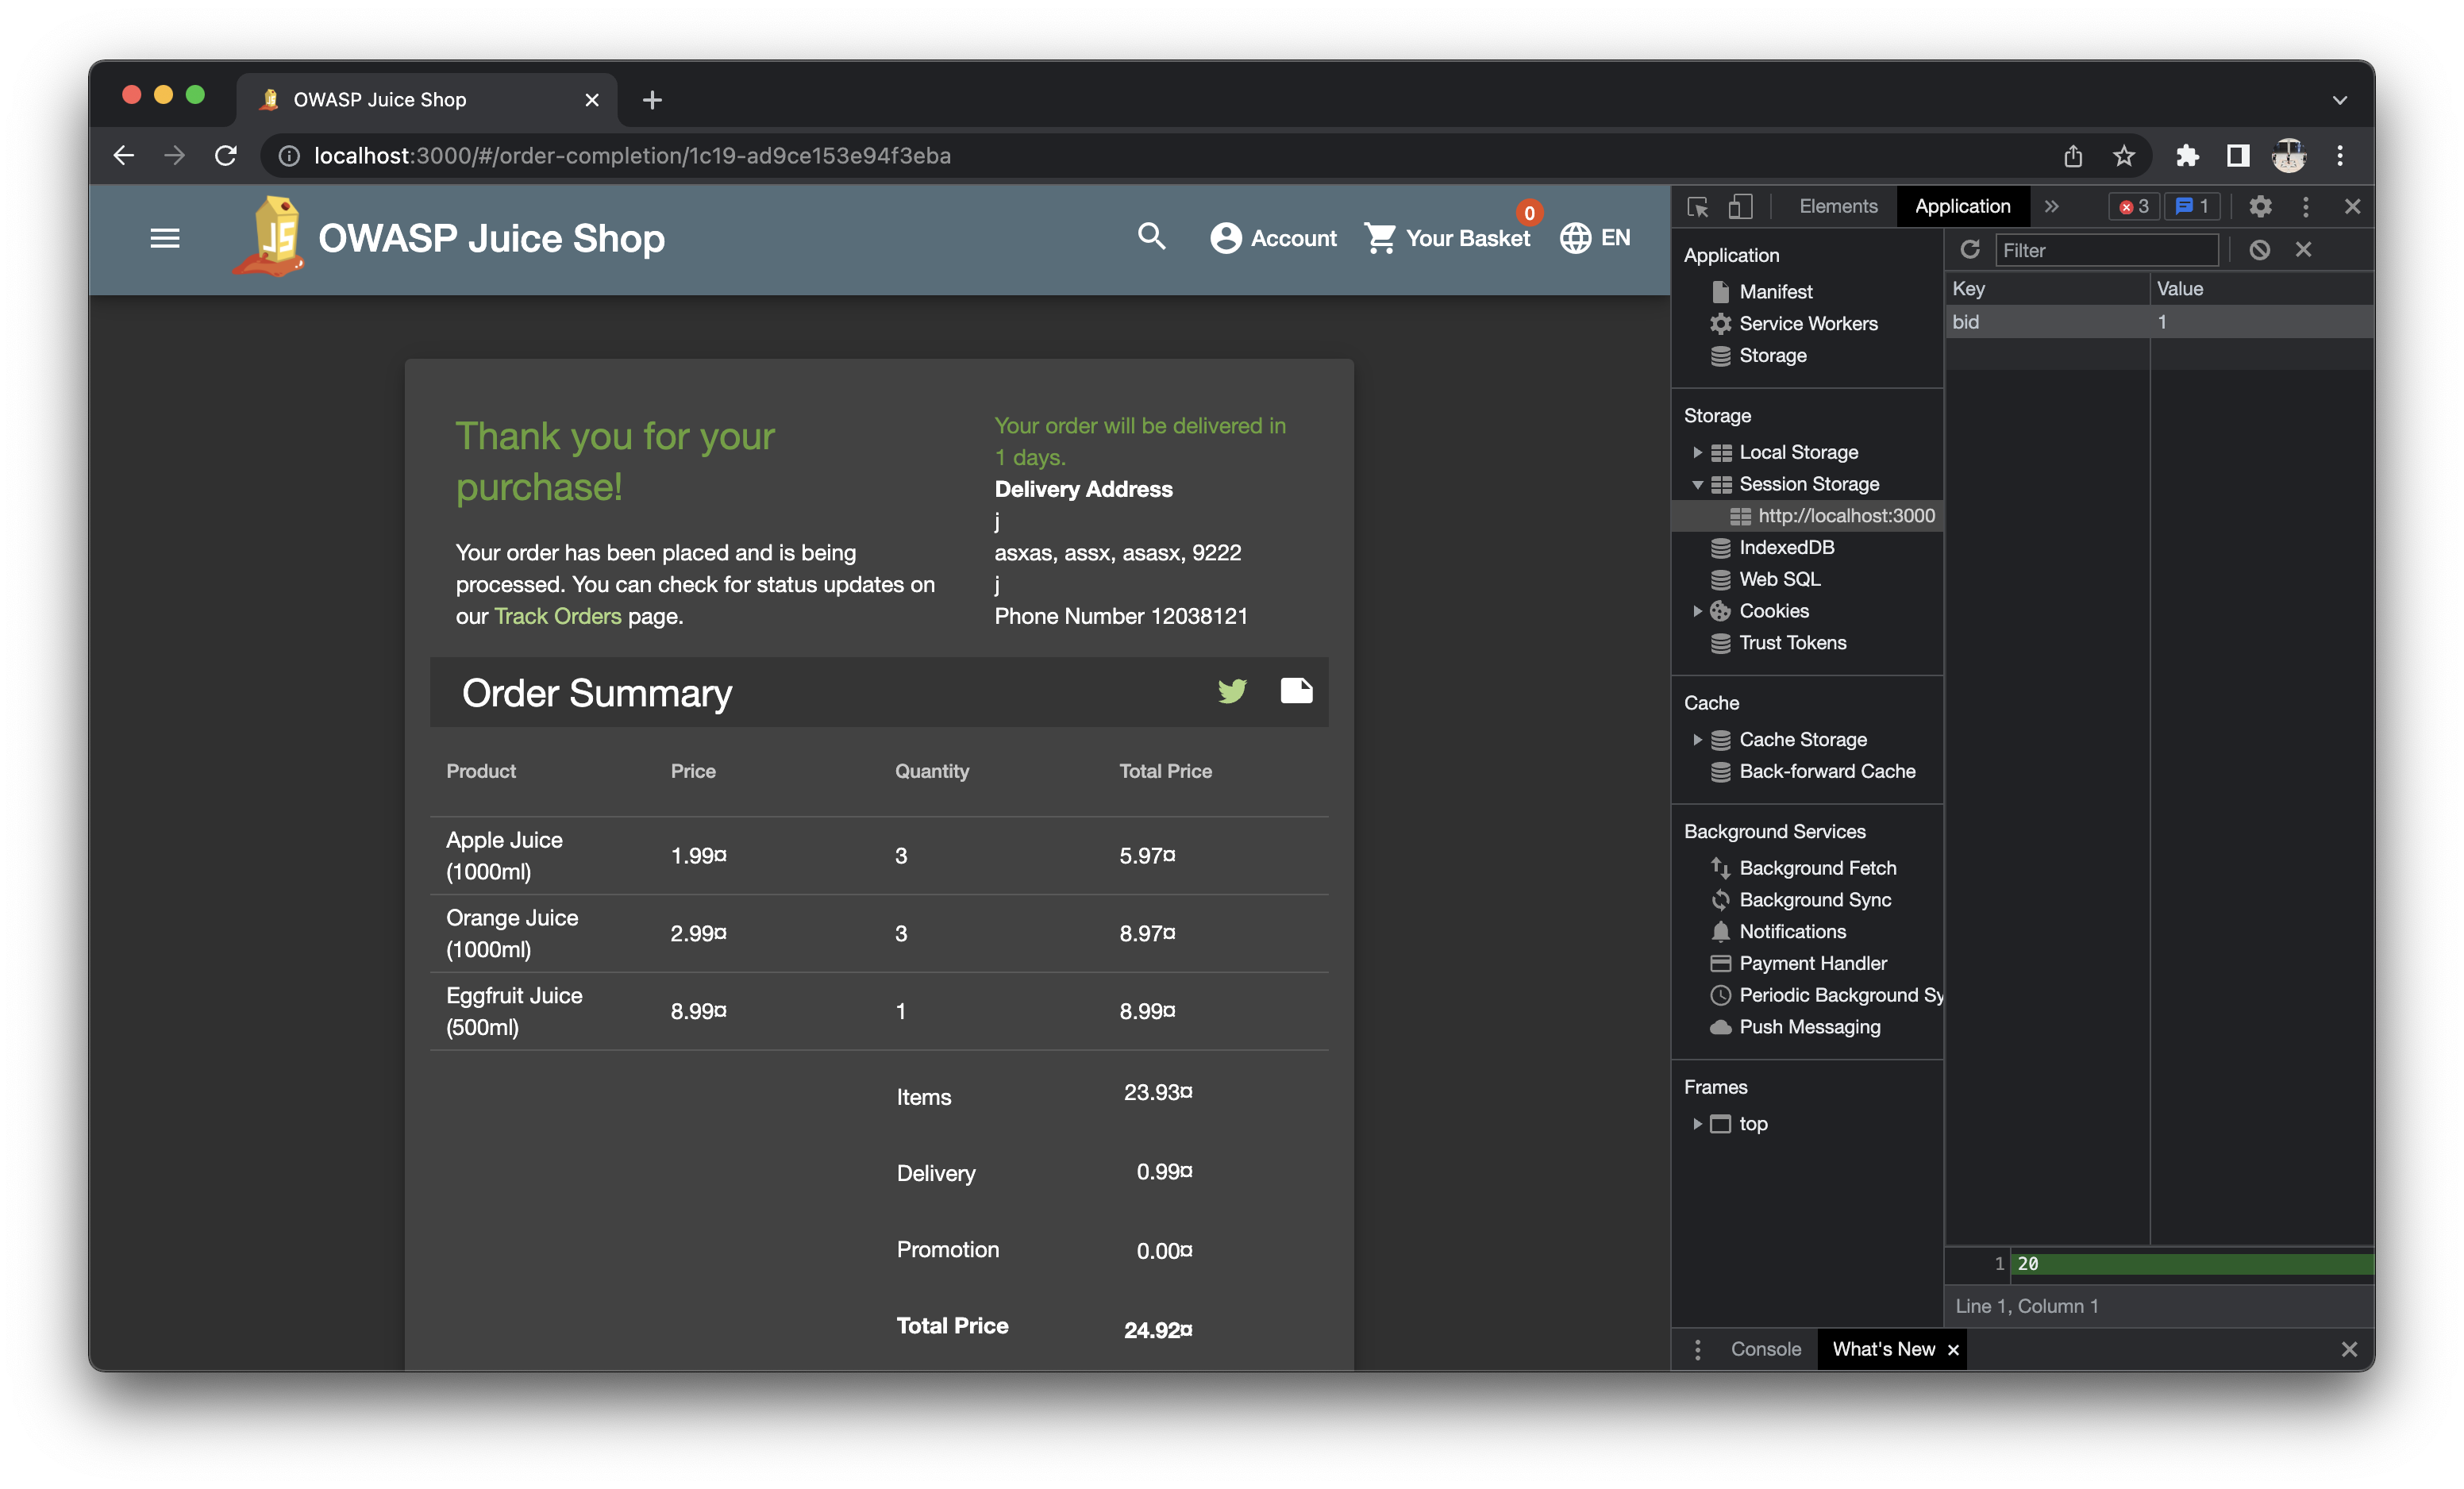 OWASP Juice Shop
localhost:3000/#/order-completion/1c19-ad9ce153e94f3eba
JS
OWASP Juice Shop
Account
Your Basket
0
EN
Thank you for your
purchase!
Your order has been placed and is being
processed. You can check for status updates on
our Track Orders page.
Your order will be delivered in
1 days.
Delivery Address
j
asxas, assx, asasx, 9222
j
Phone Number 12038121
Order Summary
Product Price Quantity Total Price
Apple Juice
(1000ml)
1.99¤ 3 5.97¤
Orange Juice
(1000ml)
2.99¤ 3 8.97¤
Eggfruit Juice
(500ml)
8.99¤ 1 8.99¤
Items 23.93¤
Delivery 0.99¤
Promotion 0.00¤
Total Price 24.92¤
Elements Application 3 1
Application
Manifest
Service Workers
Storage
Storage
Local Storage
Session Storage
http://localhost:3000
IndexedDB
Web SQL
Cookies
Trust Tokens
Cache
Cache Storage
Back-forward Cache
Background Services
Background Fetch
Background Sync
Notifications
Payment Handler
Periodic Background Sy
Push Messaging
Frames
top
Filter
Key Value
bid 1
1 20
Line 1, Column 1
Console What's New